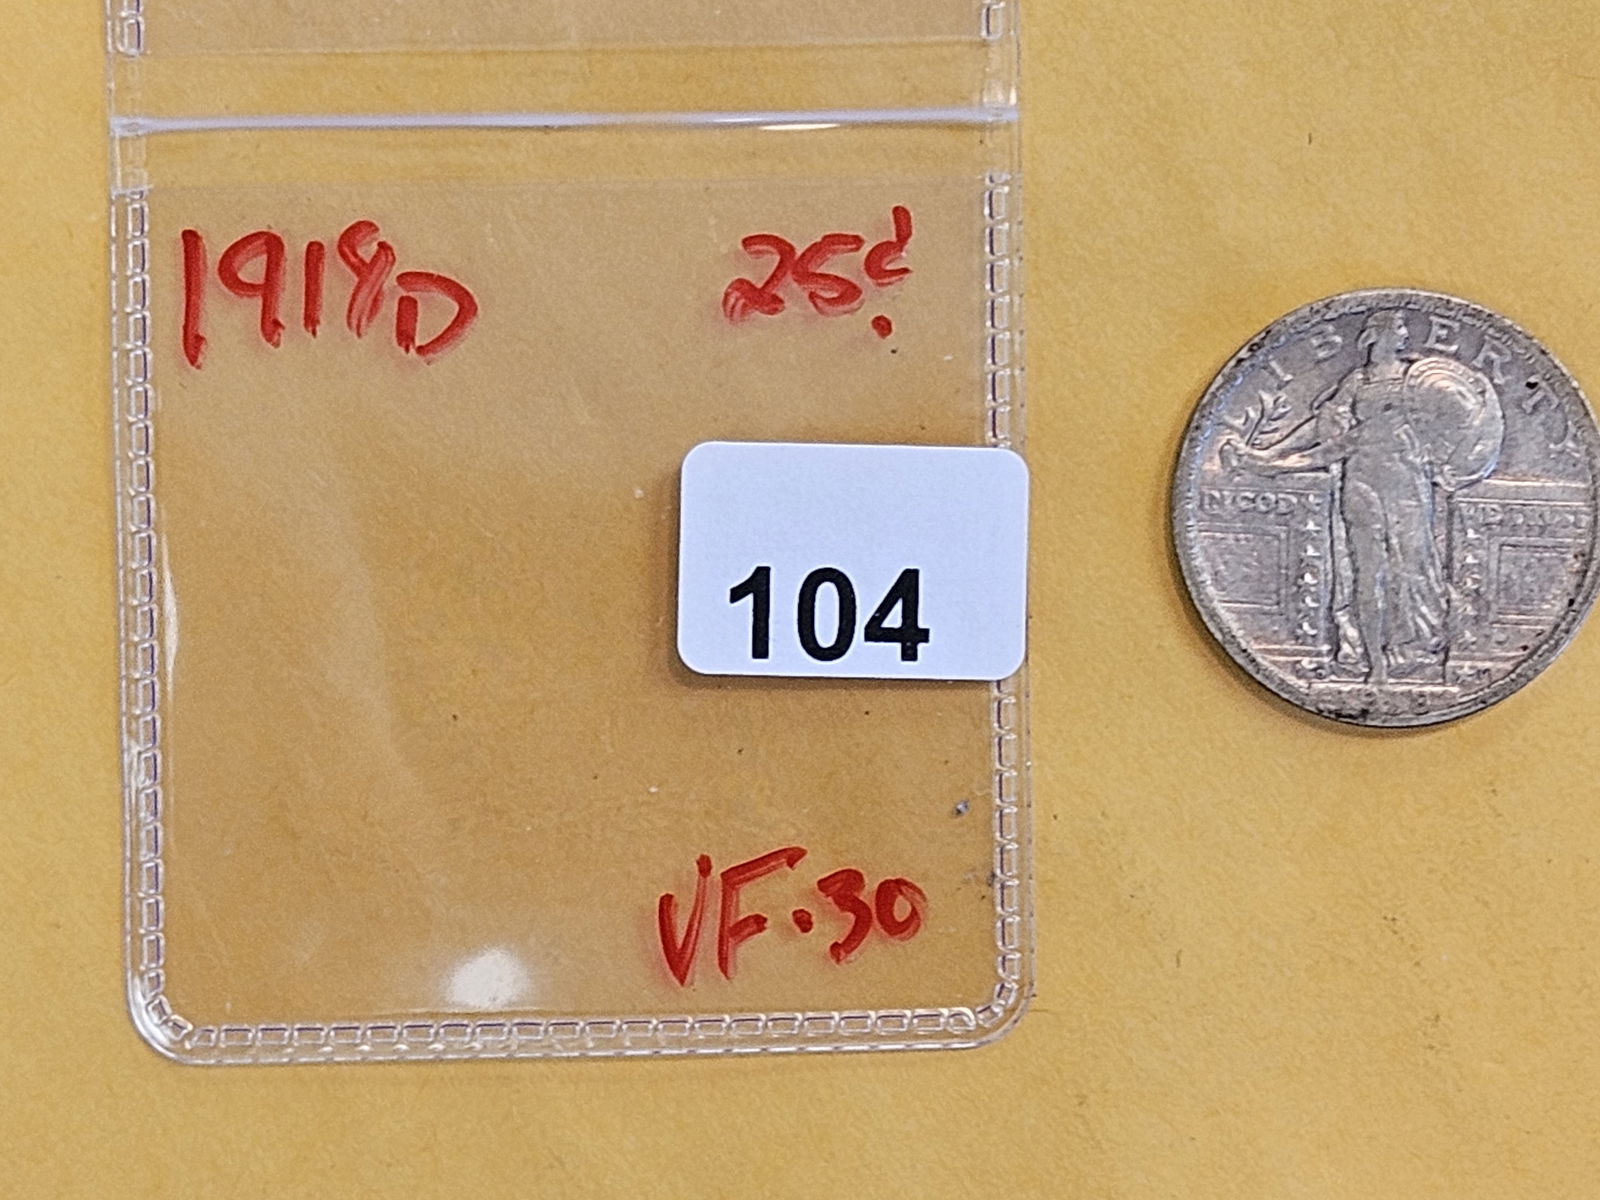 1918D 25¢
104
VF·30
LIBERTY
IN GOD WE TRUST
M